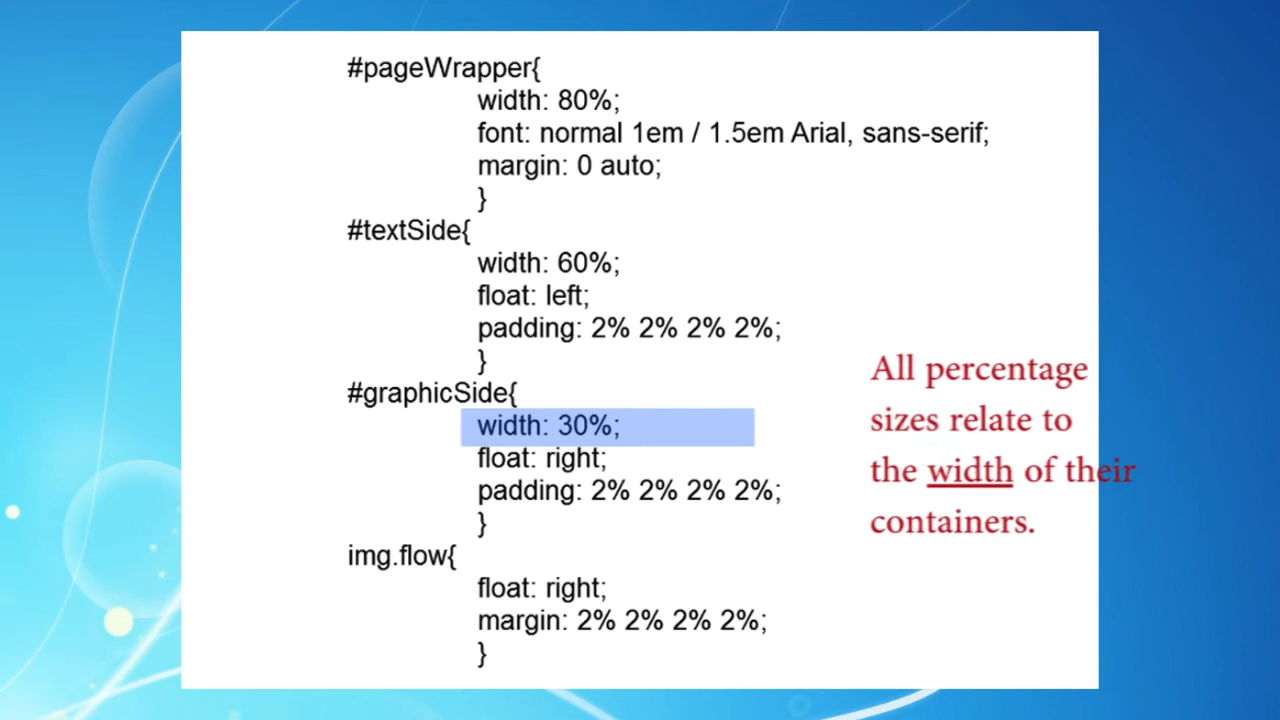 #pageWrapper{
width: 80%;
font: normal 1em / 1.5em Arial, sans-serif;
margin: 0 auto;
}
#textSide{
width: 60%;
float: left;
padding: 2% 2% 2% 2%;
}
#graphicSide{
width: 30%;
float: right;
padding: 2% 2% 2% 2%;
}
img.flow{
float: right;
margin: 2% 2% 2% 2%;
}
All percentage
sizes relate to
the width of their
containers.